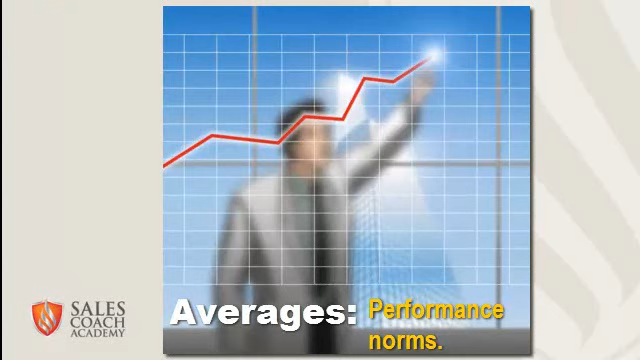 Averages: Performance
norms.
SALES
COACH
ACADEMY